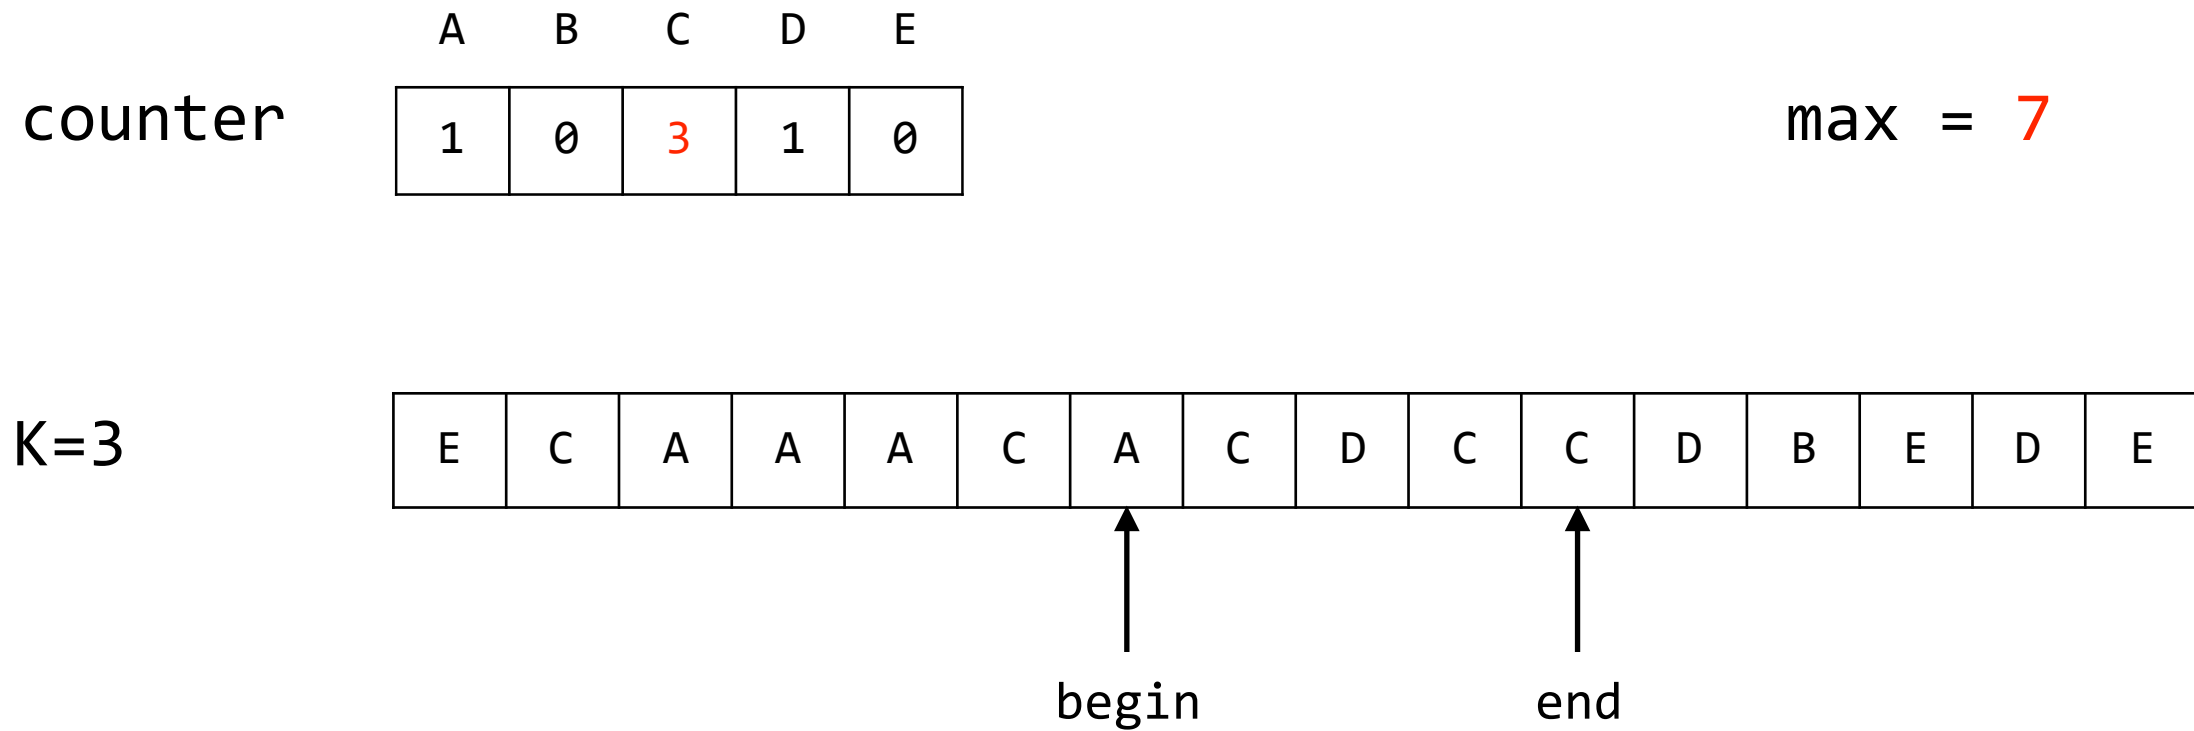 A B C D E
counter 1 0 3 1 0 max = 7
K=3 E C A A A C A C D C C D B E D E
begin end